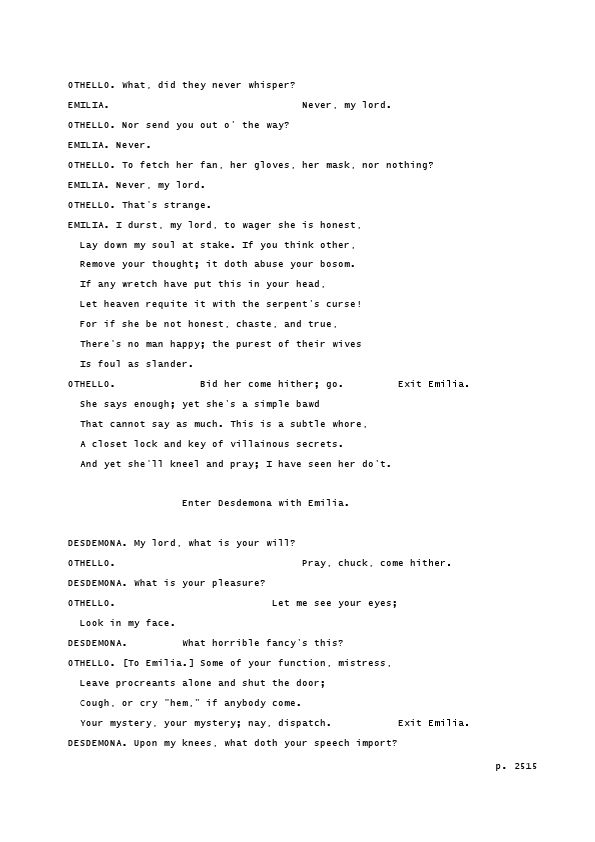 OTHELLO. What, did they never whisper?
EMILIA.                                Never, my lord.
OTHELLO. Nor send you out o' the way?
EMILIA. Never.
OTHELLO. To fetch her fan, her gloves, her mask, nor nothing?
EMILIA. Never, my lord.
OTHELLO. That's strange.
EMILIA. I durst, my lord, to wager she is honest,
  Lay down my soul at stake. If you think other,
  Remove your thought; it doth abuse your bosom.
  If any wretch have put this in your head,
  Let heaven requite it with the serpent's curse!
  For if she be not honest, chaste, and true,
  There's no man happy; the purest of their wives
  Is foul as slander.
OTHELLO.              Bid her come hither; go.         Exit Emilia.
  She says enough; yet she's a simple bawd
  That cannot say as much. This is a subtle whore,
  A closet lock and key of villainous secrets.
  And yet she'll kneel and pray; I have seen her do't.

                   Enter Desdemona with Emilia.

DESDEMONA. My lord, what is your will?
OTHELLO.                               Pray, chuck, come hither.
DESDEMONA. What is your pleasure?
OTHELLO.                          Let me see your eyes;
  Look in my face.
DESDEMONA.         What horrible fancy's this?
OTHELLO. [To Emilia.] Some of your function, mistress,
  Leave procreants alone and shut the door;
  Cough, or cry "hem," if anybody come.
  Your mystery, your mystery; nay, dispatch.           Exit Emilia.
DESDEMONA. Upon my knees, what doth your speech import?
p. 2515